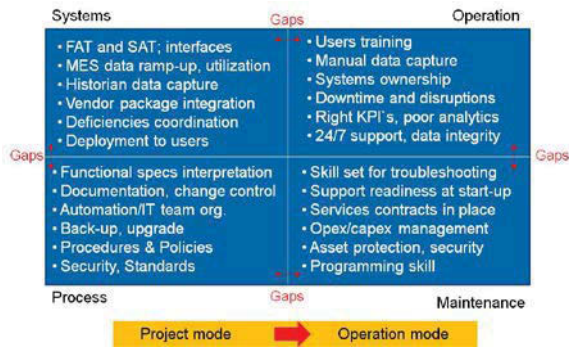 Systems
Gaps
Operation
• FAT and SAT; interfaces
• MES data ramp-up, utilization
• Historian data capture
• Vendor package integration
• Deficiencies coordination
• Deployment to users
• Users training
• Manual data capture
• Systems ownership
• Downtime and disruptions
• Right KPI`s, poor analytics
• 24/7 support, data integrity
Gaps
Gaps
• Functional specs interpretation
• Documentation, change control
• Automation/IT team org.
• Back-up, upgrade
• Procedures & Policies
• Security, Standards
• Skill set for troubleshooting
• Support readiness at start-up
• Services contracts in place
• Opex/capex management
• Asset protection, security
• Programming skill
Process
Gaps
Maintenance
Project mode
Operation mode